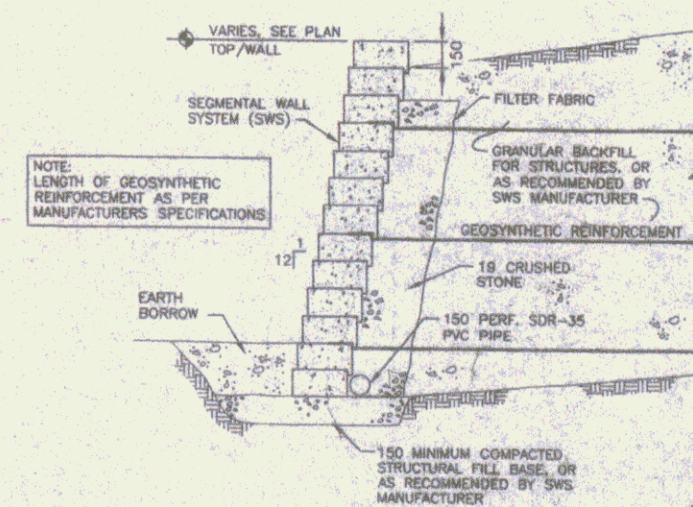 VARIES, SEE PLAN
TOP/WALL
150
SEGMENTAL WALL
SYSTEM (SWS)
FILTER FABRIC
GRANULAR BACKFILL
FOR STRUCTURES, OR
AS RECOMMENDED BY
SWS MANUFACTURER
NOTE:
LENGTH OF GEOSYNTHETIC
REINFORCEMENT AS PER
MANUFACTURERS SPECIFICATIONS
GEOSYNTHETIC REINFORCEMENT
1
12
19 CRUSHED
STONE
EARTH
BORROW
150 PERF. SDR-35
PVC PIPE
150 MINIMUM COMPACTED
STRUCTURAL FILL BASE, OR
AS RECOMMENDED BY SWS
MANUFACTURER